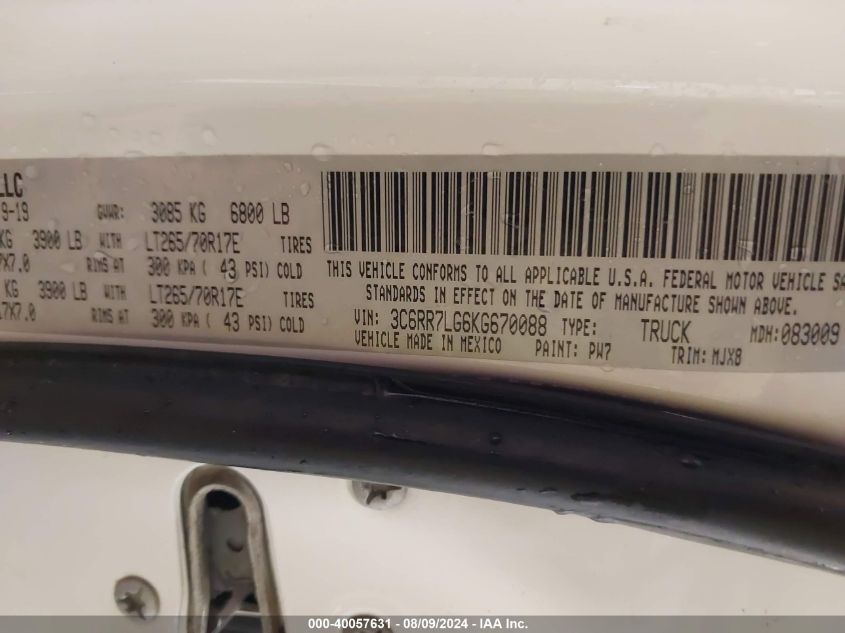 LLC
9-19 GVWR: 3085 KG 6800 LB
KG 3900 LB WITH LT265/70R17E TIRES
7X7.0 RIMS AT 300 KPA ( 43 PSI) COLD
KG 3900 LB WITH LT265/70R17E TIRES
17X7.0 RIMS AT 300 KPA ( 43 PSI) COLD
THIS VEHICLE CONFORMS TO ALL APPLICABLE U.S.A. FEDERAL MOTOR VEHICLE SA
STANDARDS IN EFFECT ON THE DATE OF MANUFACTURE SHOWN ABOVE.
VIN: 3C6RR7LG6KG670088 TYPE: TRUCK MDH: 083009
VEHICLE MADE IN MEXICO PAINT: PW7 TRIM: MJX8
000-40057631 - 08/09/2024 - IAA Inc.